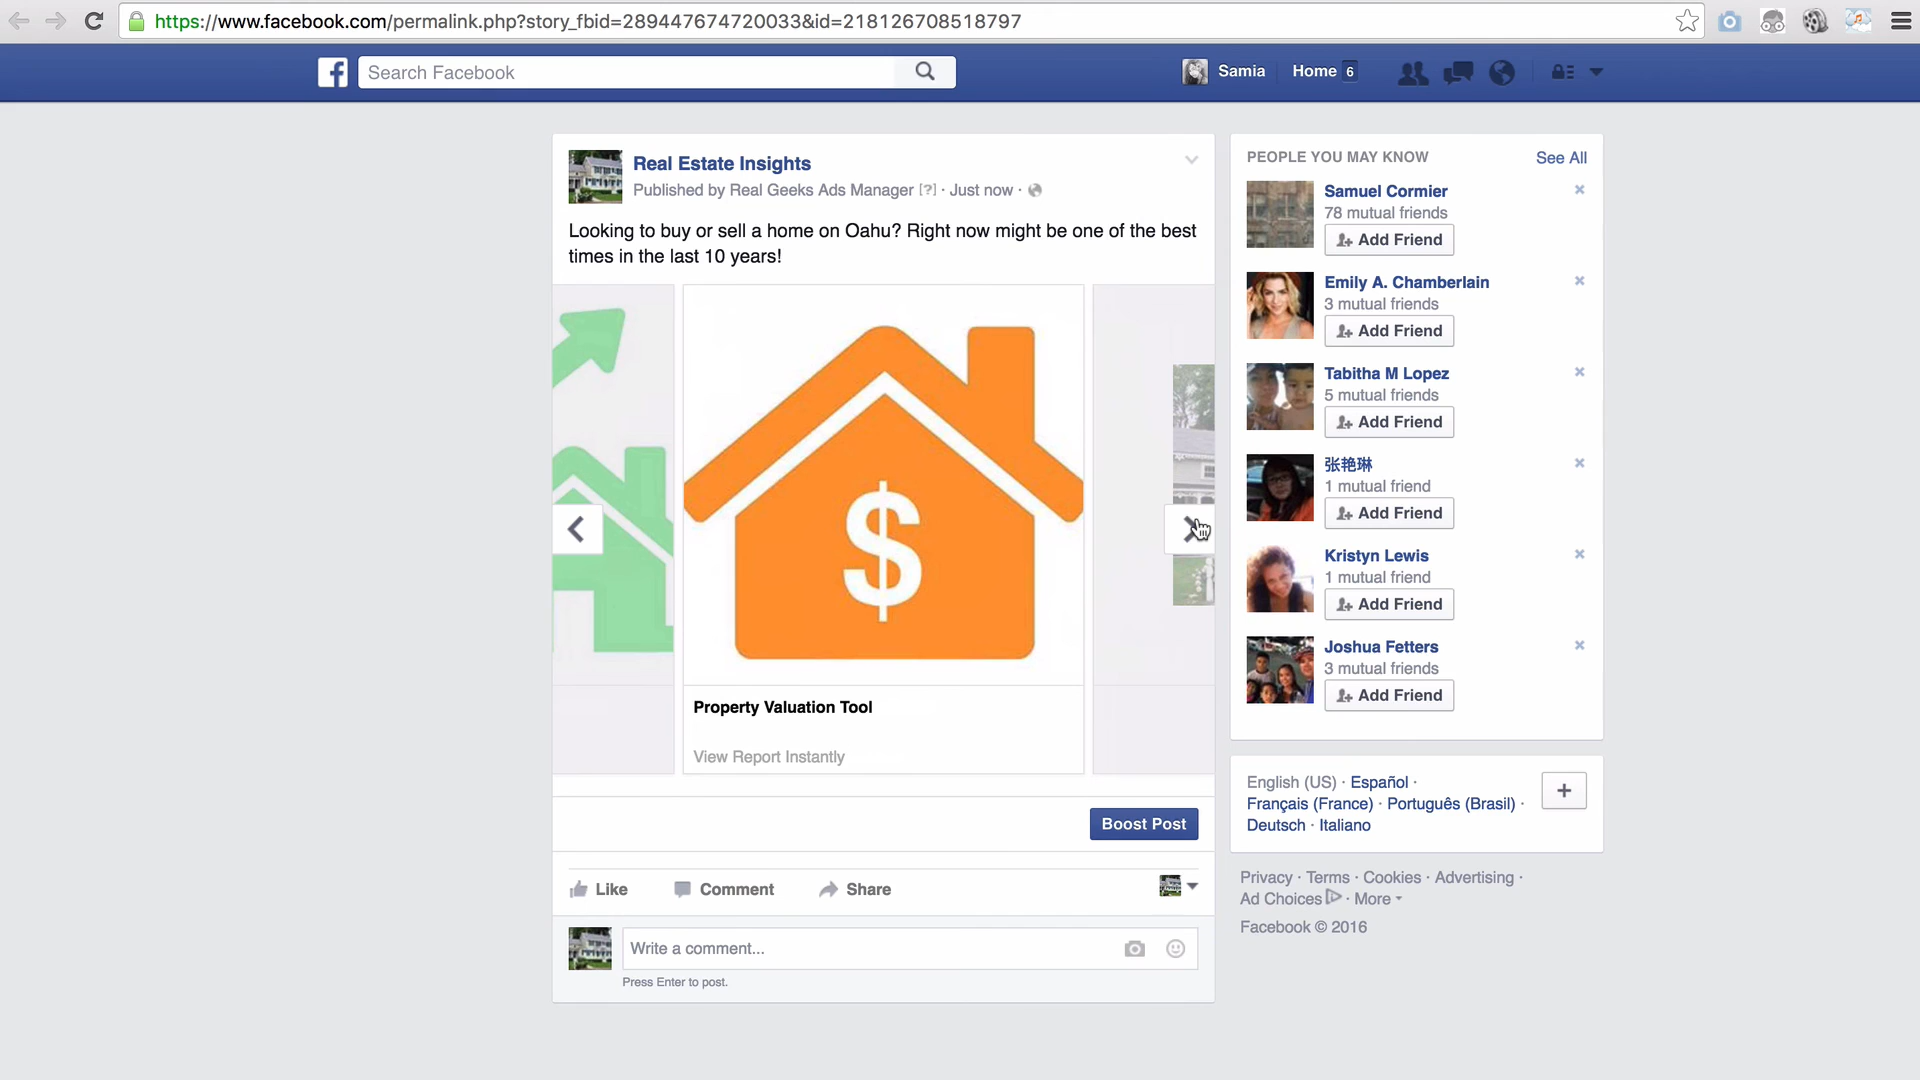 https://www.facebook.com/permalink.php?story_fbid=289447674720033&id=218126708518797
Search Facebook
Samia
Home 6
Real Estate Insights
Published by Real Geeks Ads Manager [?] · Just now ·
Looking to buy or sell a home on Oahu? Right now might be one of the best
times in the last 10 years!
$
Property Valuation Tool
View Report Instantly
Boost Post
Like
Comment
Share
Write a comment...
Press Enter to post.
PEOPLE YOU MAY KNOW
See All
Samuel Cormier
78 mutual friends
Add Friend
Emily A. Chamberlain
3 mutual friends
Add Friend
Tabitha M Lopez
5 mutual friends
Add Friend
张艳琳
1 mutual friend
Add Friend
Kristyn Lewis
1 mutual friend
Add Friend
Joshua Fetters
3 mutual friends
Add Friend
English (US) · Español ·
Français (France) · Português (Brasil) ·
Deutsch · Italiano
Privacy · Terms · Cookies · Advertising ·
Ad Choices · More
Facebook © 2016